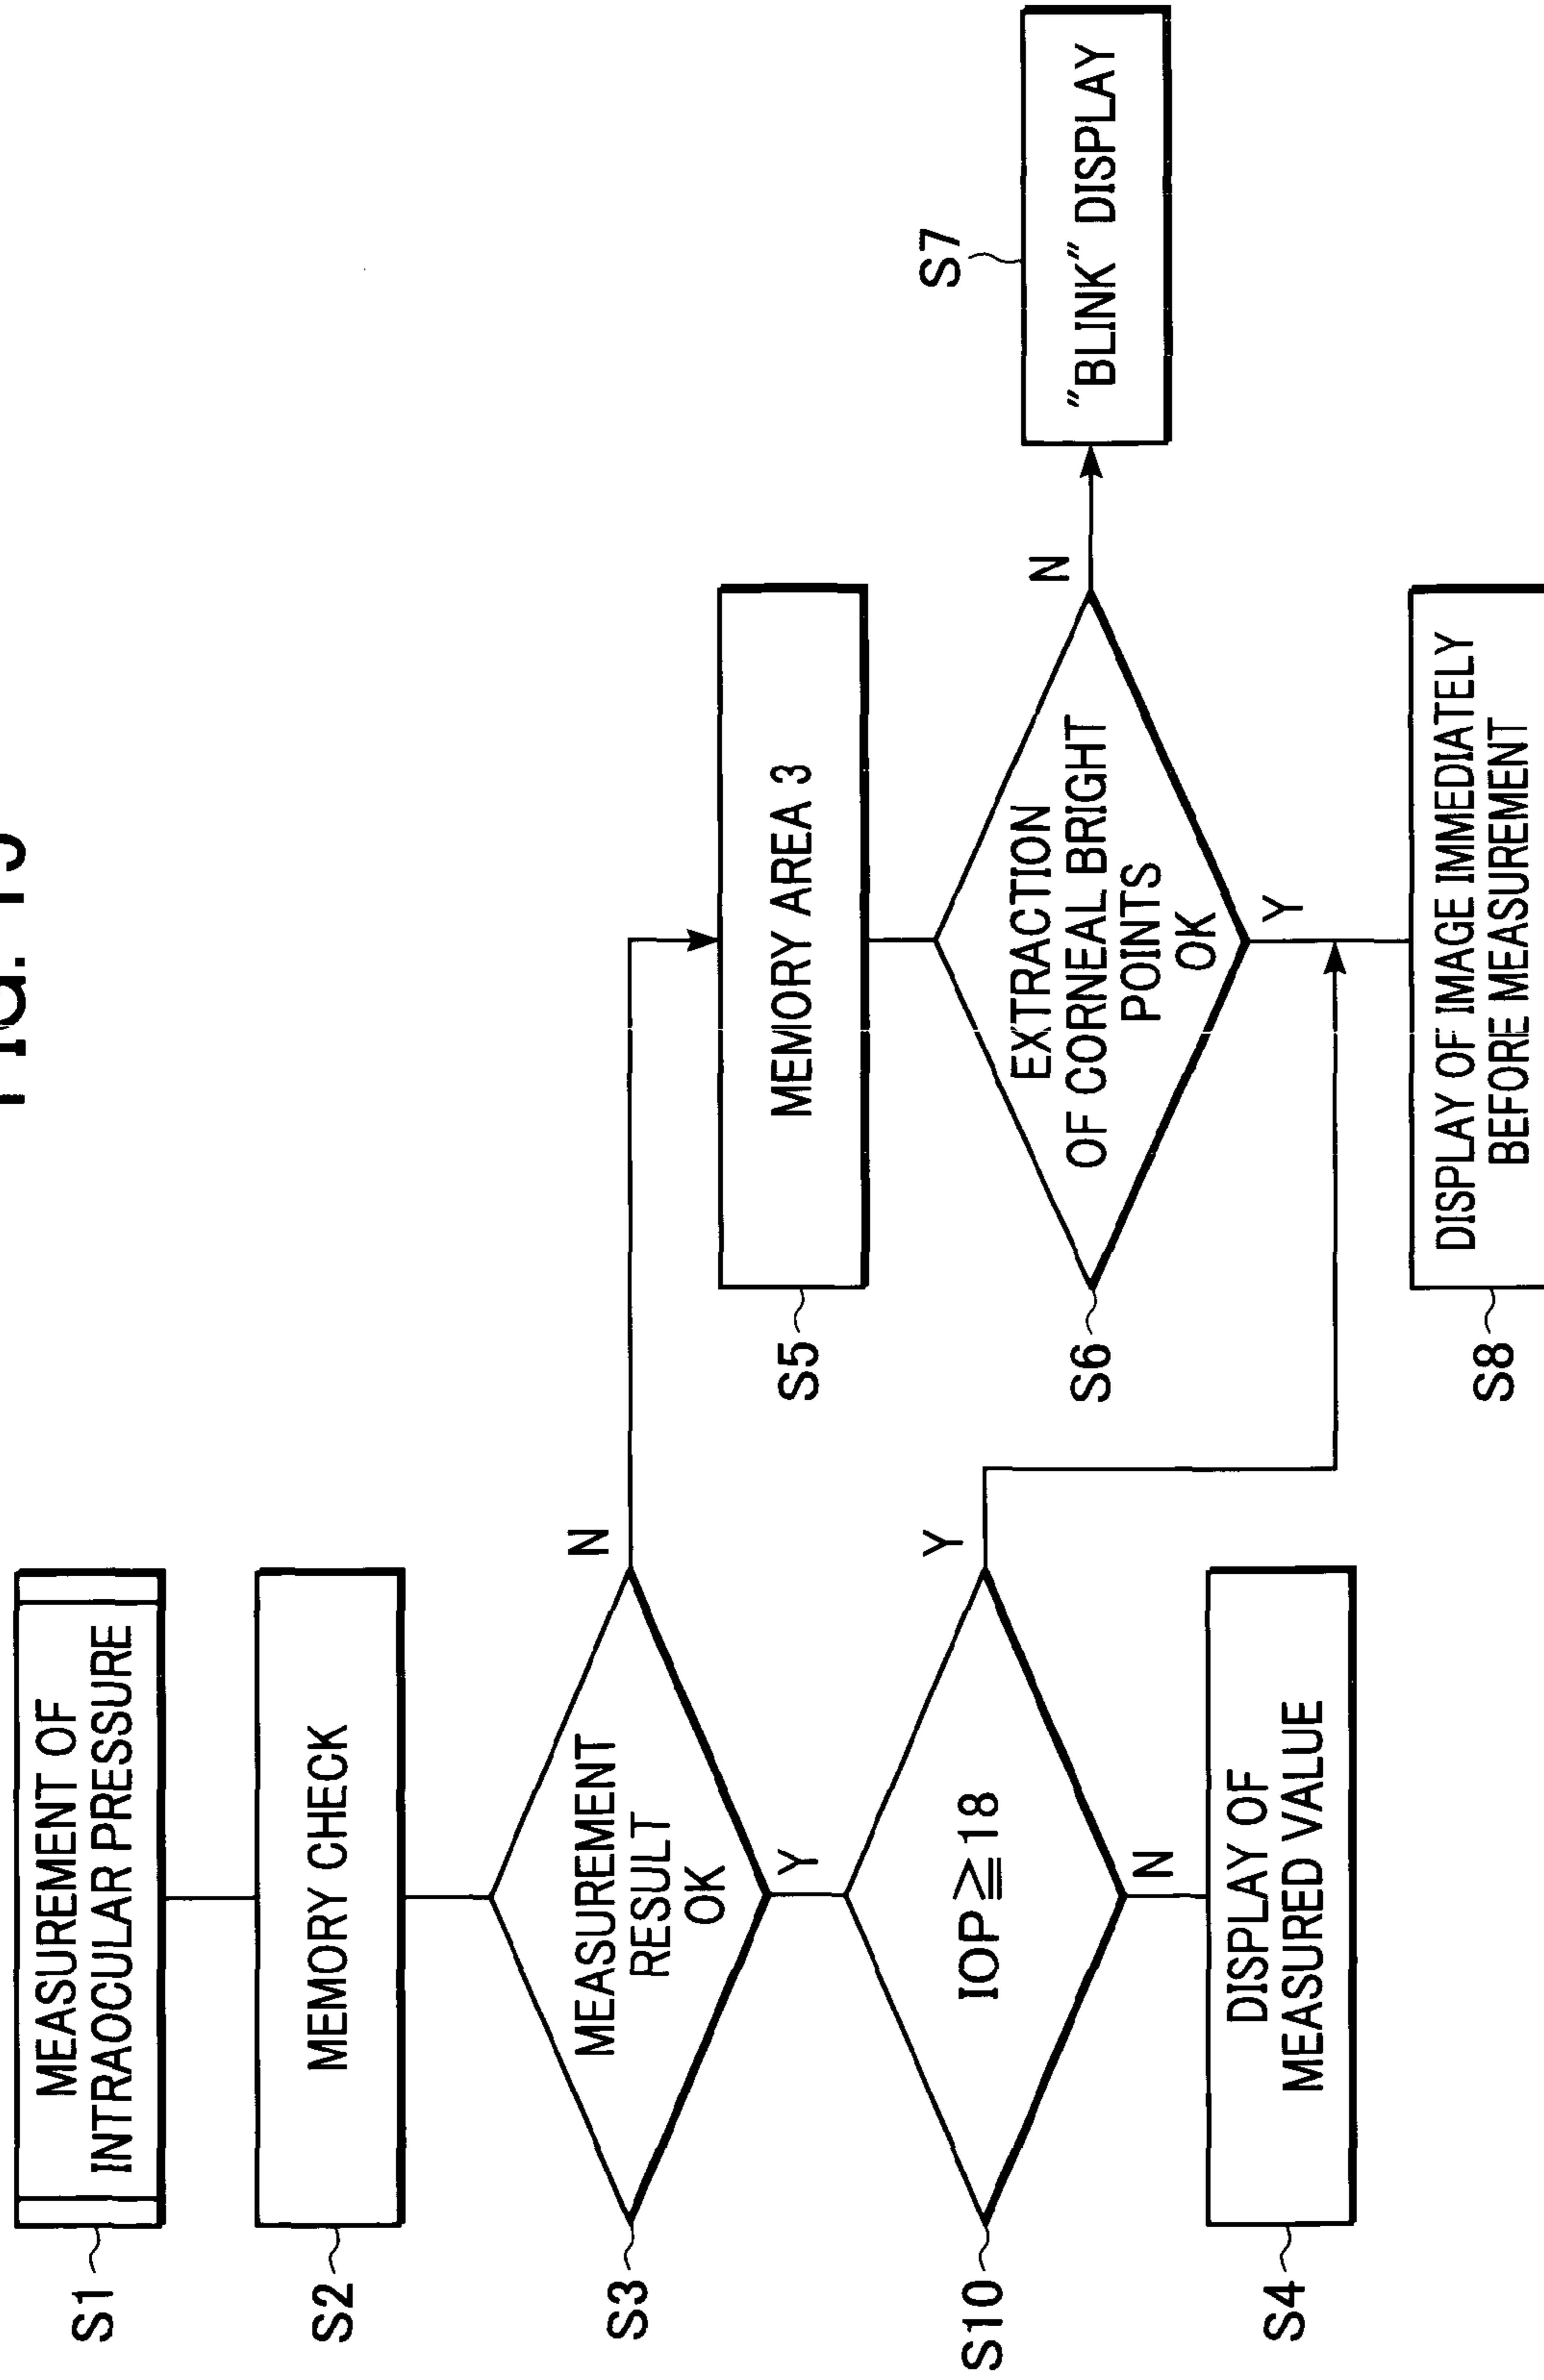 S1
MEASUREMENT OF
INTRAOCULAR PRESSURE
S2
MEMORY CHECK
S3
MEASUREMENT
RESULT
OK
N
Y
S10
IOP ≧ 18
Y
N
S4
DISPLAY OF
MEASURED VALUE
S5
MEMORY AREA 3
S6
EXTRACTION
OF CORNEAL BRIGHT
POINTS
OK
N
Y
S7
"BLINK" DISPLAY
S8
DISPLAY OF IMAGE IMMEDIATELY
BEFORE MEASUREMENT